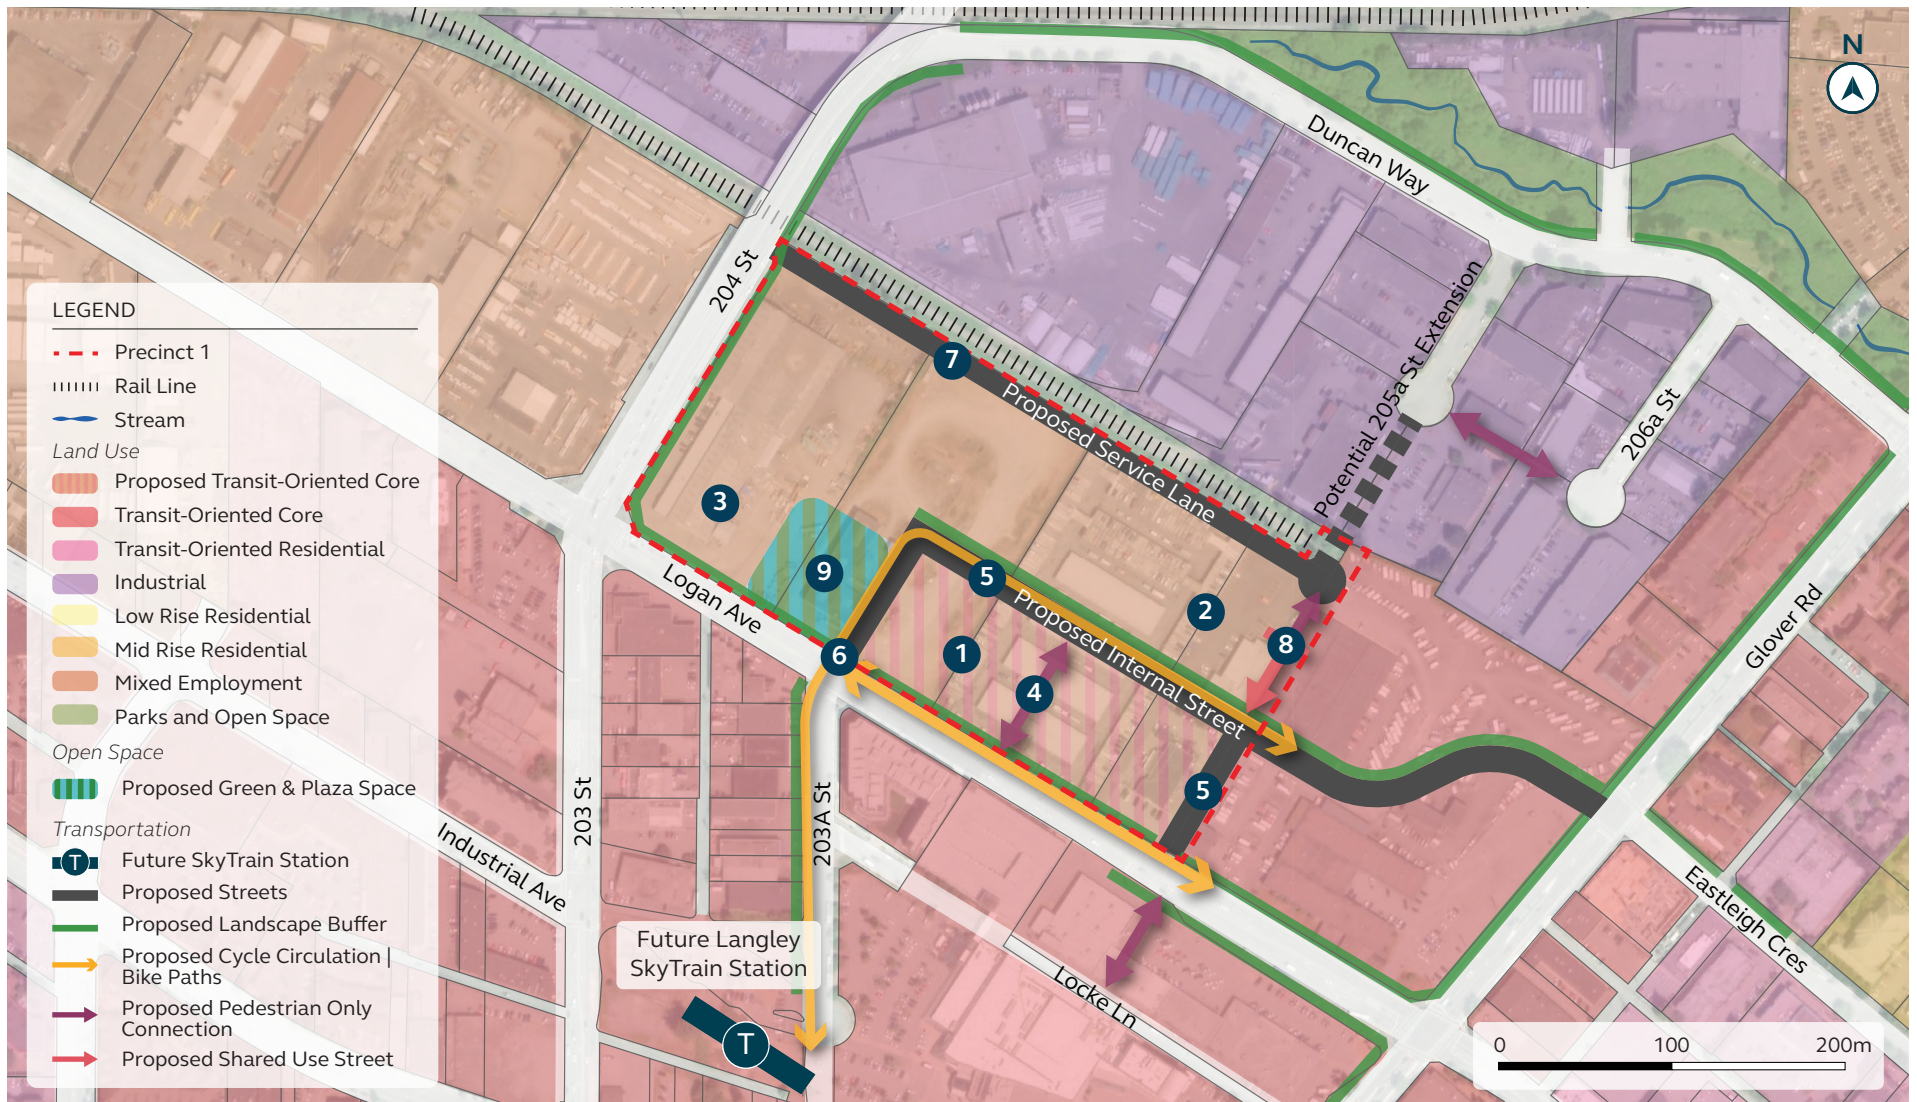 N
Duncan Way
204 St
7
Proposed Service Lane
Potential 205a St Extension
206a St
3
9
5
Proposed Internal Street
2
8
1
4
6
5
Logan Ave
Glover Rd
203 St
203A St
Industrial Ave
Eastleigh Cres
Locke Ln
Future Langley
SkyTrain Station
T
LEGEND
Precinct 1
Rail Line
Stream
Land Use
Proposed Transit-Oriented Core
Transit-Oriented Core
Transit-Oriented Residential
Industrial
Low Rise Residential
Mid Rise Residential
Mixed Employment
Parks and Open Space
Open Space
Proposed Green & Plaza Space
Transportation
T Future SkyTrain Station
Proposed Streets
Proposed Landscape Buffer
Proposed Cycle Circulation |
Bike Paths
Proposed Pedestrian Only
Connection
Proposed Shared Use Street
0 100 200m